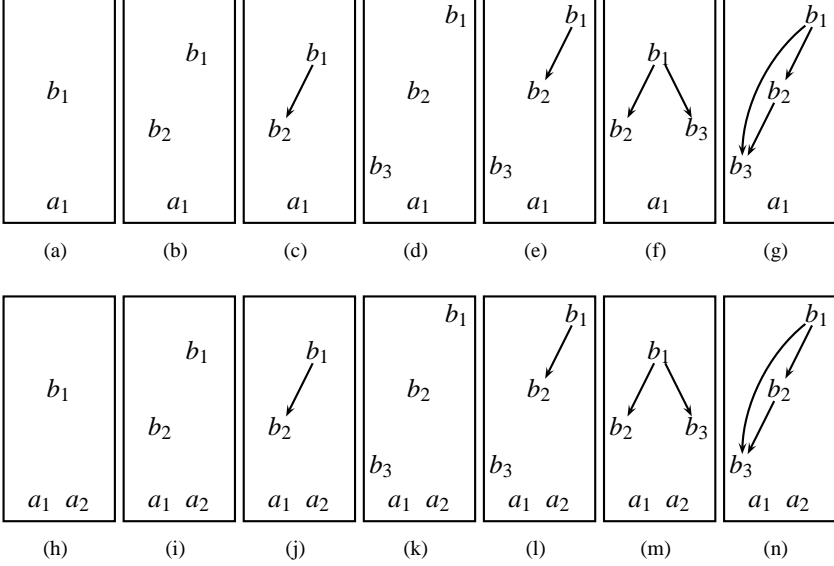 b₁ b₁
b₁ b₁ b₁
b₁ b₂ b₂ b₂
b₂ b₂ b₂ b₃
b₃ b₃ b₃
a₁ a₁ a₁ a₁ a₁ a₁ a₁
(a) (b) (c) (d) (e) (f) (g)
b₁ b₁ b₁
b₁ b₁ b₁
b₁ b₂ b₂ b₂
b₂ b₂ b₂ b₃
b₃ b₃ b₃
a₁ a₂ a₁ a₂ a₁ a₂ a₁ a₂ a₁ a₂ a₁ a₂ a₁ a₂
(h) (i) (j) (k) (l) (m) (n)